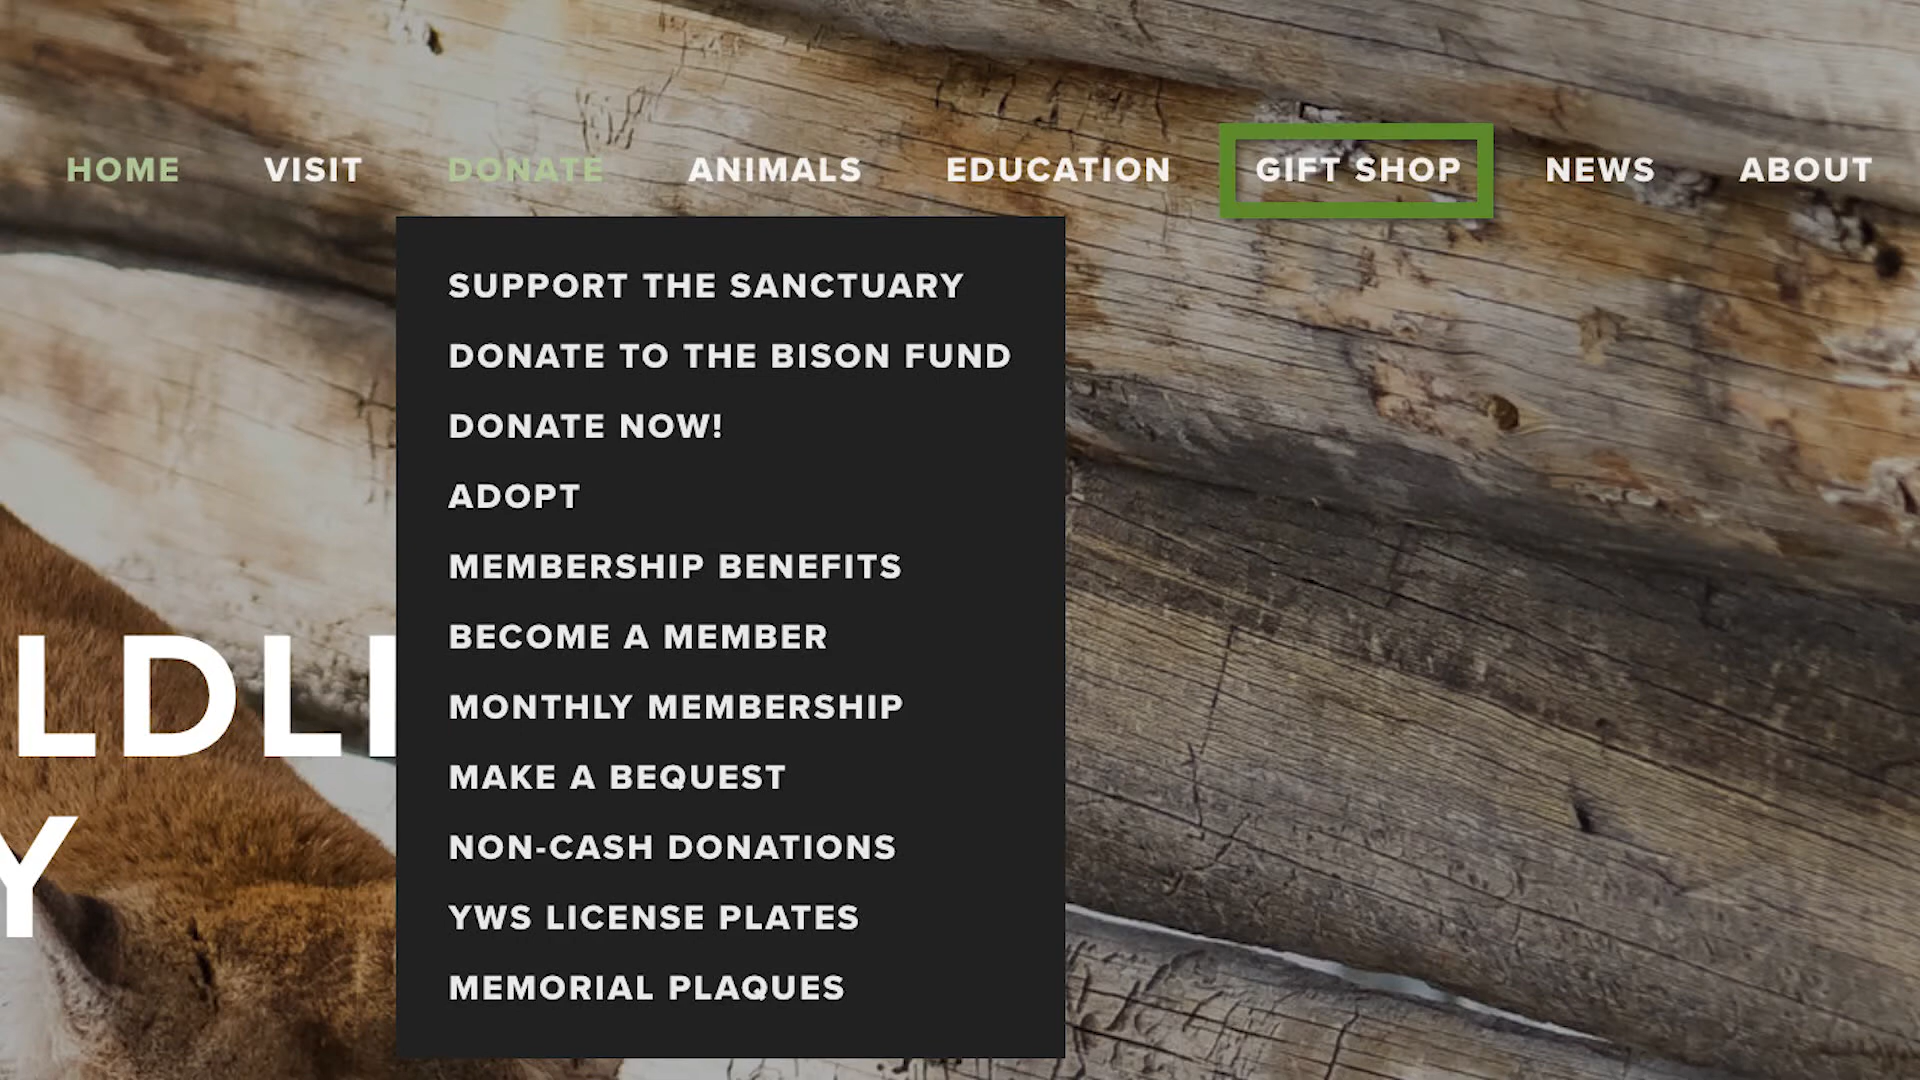 HOME VISIT DONATE ANIMALS EDUCATION GIFT SHOP NEWS ABOUT
SUPPORT THE SANCTUARY
DONATE TO THE BISON FUND
DONATE NOW!
ADOPT
MEMBERSHIP BENEFITS
BECOME A MEMBER
MONTHLY MEMBERSHIP
MAKE A BEQUEST
NON-CASH DONATIONS
YWS LICENSE PLATES
MEMORIAL PLAQUES
LDLI
Y